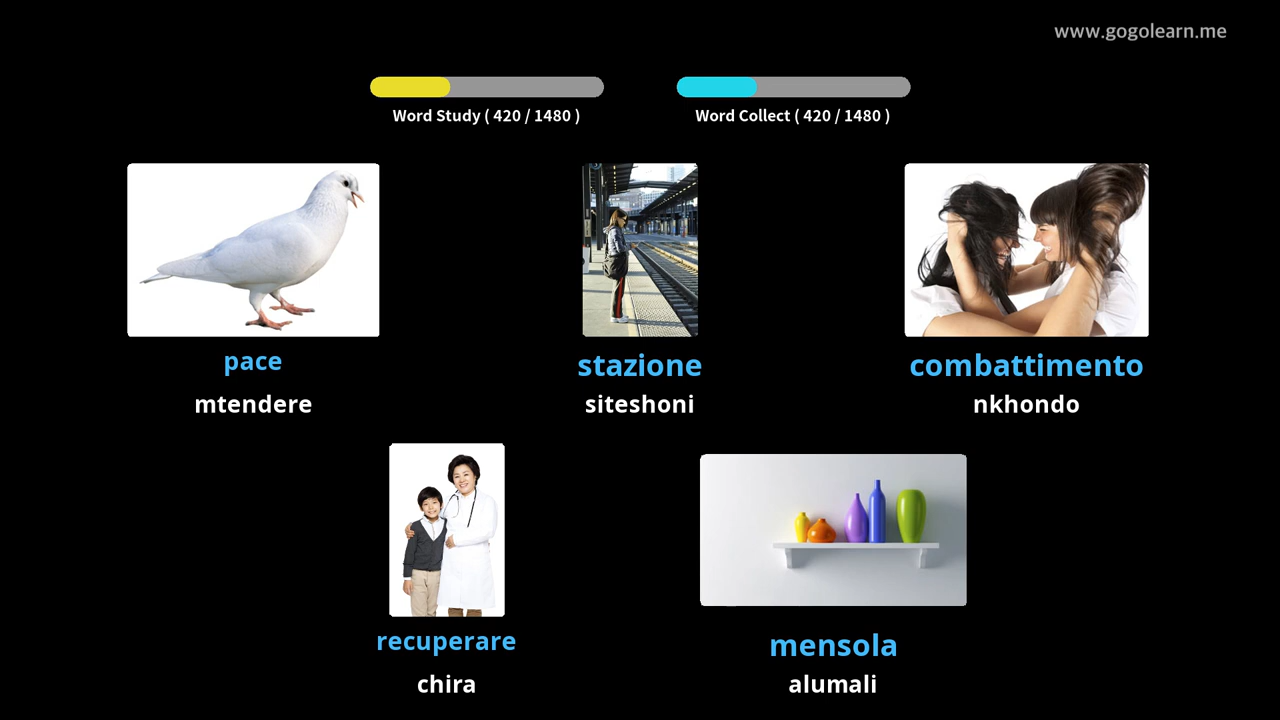 www.gogolearn.me
Word Study ( 420 / 1480 )
Word Collect ( 420 / 1480 )
pace
stazione
combattimento
mtendere
siteshoni
nkhondo
recuperare
mensola
chira
alumali